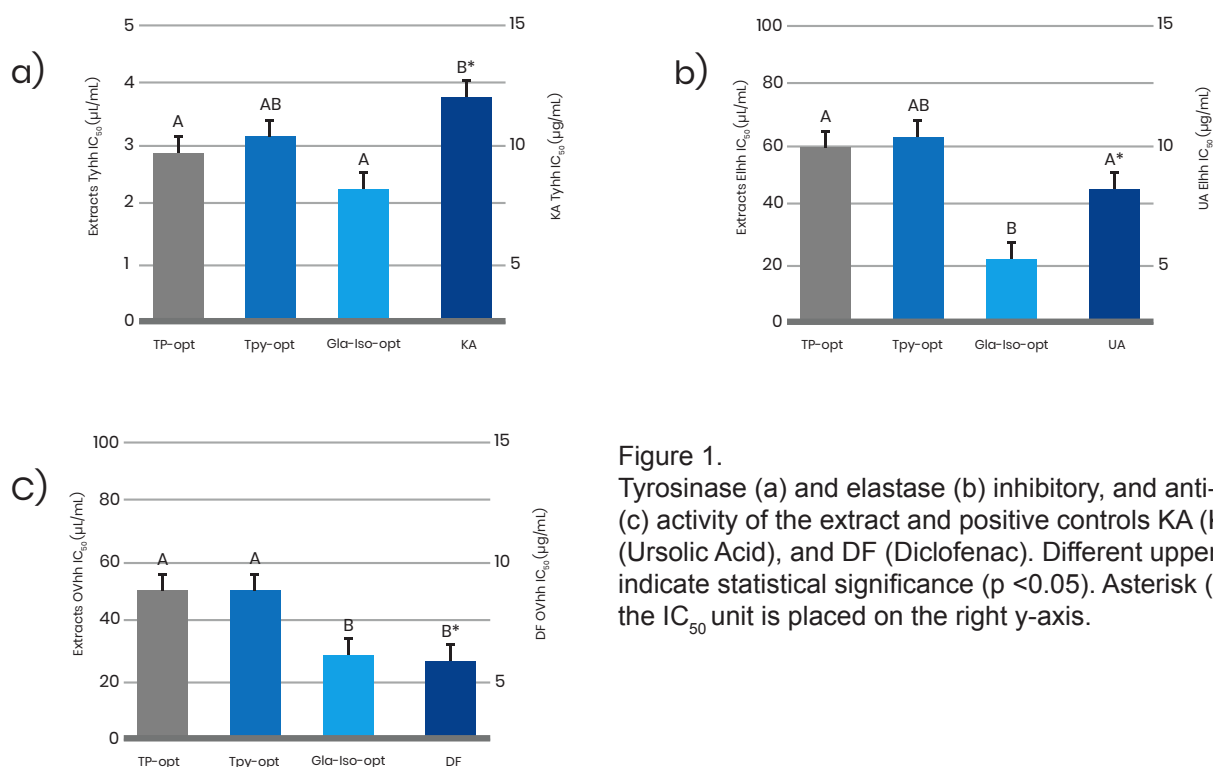 a)
Extracts Tyhh IC50 (µL/mL)
5
4
3
2
1
0
A
AB
A
B*
15
10
5
KA Tyhh IC50 (µg/mL)
TP-opt Tpy-opt Gla-Iso-opt KA
b)
Extracts Elhh IC50 (µL/mL)
100
80
60
40
20
0
A
AB
B
A*
15
10
5
UA Elhh IC50 (µg/mL)
TP-opt Tpy-opt Gla-Iso-opt UA
c)
Extracts OVhh IC50 (µL/mL)
100
80
60
40
20
0
A
A
B
B*
15
10
5
DF OVhh IC50 (µg/mL)
TP-opt Tpy-opt Gla-Iso-opt DF
Figure 1.
Tyrosinase (a) and elastase (b) inhibitory, and anti-
(c) activity of the extract and positive controls KA (
(Ursolic Acid), and DF (Diclofenac). Different upper
indicate statistical significance (p <0.05). Asterisk (
the IC50 unit is placed on the right y-axis.